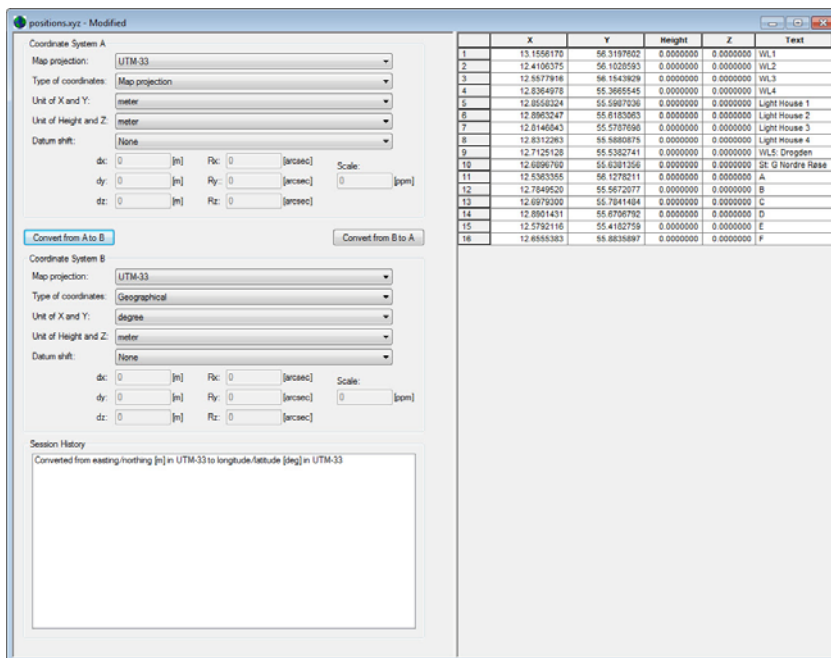 positions.xyz - Modified
Coordinate System A
Map projection: UTM-33
Type of coordinates: Map projection
Unit of X and Y: meter
Unit of Height and Z: meter
Datum shift: None
dx: 0 [m] Rx: 0 [arcsec] Scale:
dy: 0 [m] Ry: 0 [arcsec] 0 [ppm]
dz: 0 [m] Rz: 0 [arcsec]
Convert from A to B Convert from B to A
Coordinate System B
Map projection: UTM-33
Type of coordinates: Geographical
Unit of X and Y: degree
Unit of Height and Z: meter
Datum shift: None
dx: 0 [m] Rx: 0 [arcsec] Scale:
dy: 0 [m] Ry: 0 [arcsec] 0 [ppm]
dz: 0 [m] Rz: 0 [arcsec]
Session History
Converted from easting/northing [m] in UTM-33 to longitude/latitude [deg] in UTM-33
X Y Height Z Text
1 13.1556170 56.3197602 0.0000000 0.0000000 WL1
2 12.4106375 56.1028593 0.0000000 0.0000000 WL2
3 12.5577916 56.1543929 0.0000000 0.0000000 WL3
4 12.8364978 55.3665545 0.0000000 0.0000000 WL4
5 12.8558324 55.5987036 0.0000000 0.0000000 Light House 1
6 12.8963247 55.6183063 0.0000000 0.0000000 Light House 2
7 12.8146843 55.5787698 0.0000000 0.0000000 Light House 3
8 12.8312263 55.5880875 0.0000000 0.0000000 Light House 4
9 12.7125128 55.5382741 0.0000000 0.0000000 WL5: Drogden
10 12.6896760 55.6381356 0.0000000 0.0000000 St: G Nordre Røse
11 12.5363355 56.1278211 0.0000000 0.0000000 A
12 12.7849520 55.5672077 0.0000000 0.0000000 B
13 12.6979300 55.7841484 0.0000000 0.0000000 C
14 12.8901431 55.6706792 0.0000000 0.0000000 D
15 12.5792116 55.4182759 0.0000000 0.0000000 E
16 12.6555383 55.8835897 0.0000000 0.0000000 F